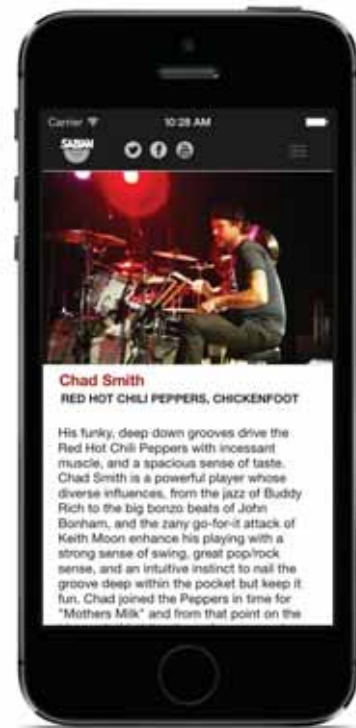 Carrier
10:28 AM
SABIAN
Chad Smith
RED HOT CHILI PEPPERS, CHICKENFOOT
His funky, deep down grooves drive the
Red Hot Chili Peppers with incessant
muscle, and a spacious sense of taste.
Chad Smith is a powerful player whose
diverse influences, from the jazz of Buddy
Rich to the big bonzo beats of John
Bonham, and the zany go-for-it attack of
Keith Moon enhance his playing with a
strong sense of swing, great pop/rock
sense, and an intuitive instinct to nail the
groove deep within the pocket but keep it
fun. Chad joined the Peppers in time for
"Mothers Milk" and from that point on the